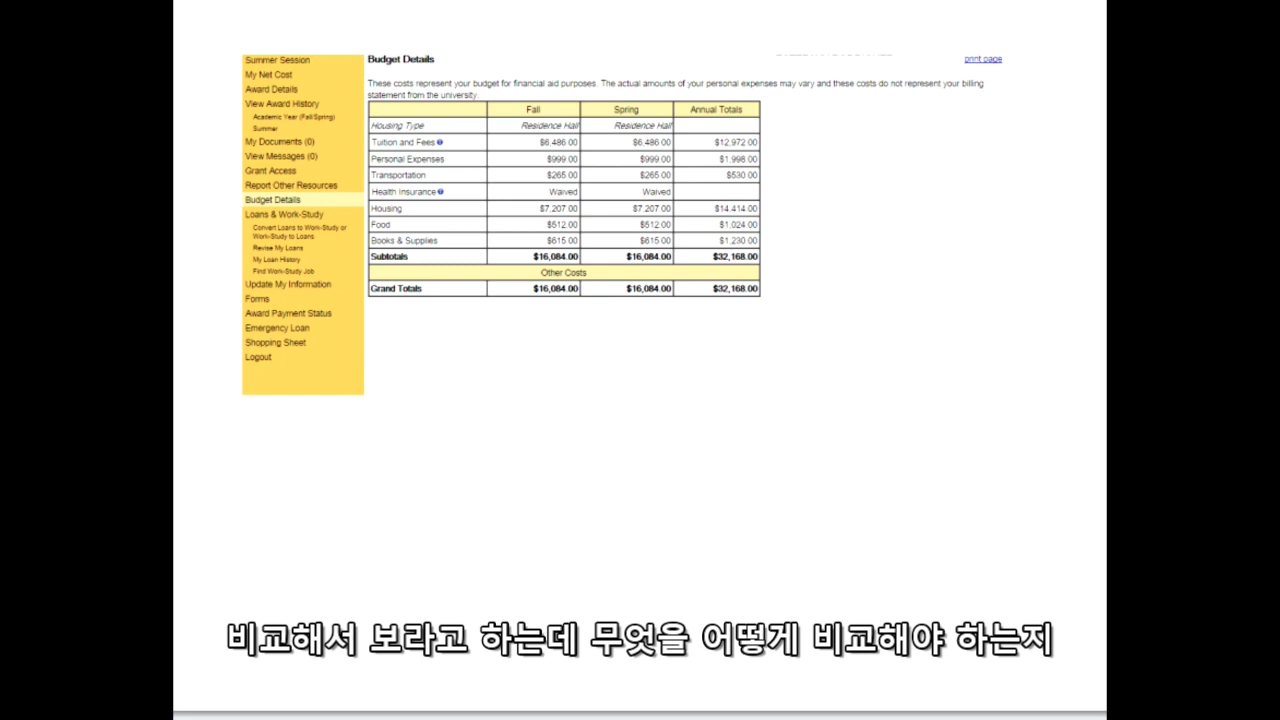 Summer Session
My Net Cost
Award Details
View Award History
Academic Year (Fall/Spring)
Summer
My Documents (0)
View Messages (0)
Grant Access
Report Other Resources
Budget Details
Loans & Work-Study
Convert Loans to Work-Study or
Work-Study to Loans
Revise My Loans
My Loan History
Find Work-Study Job
Update My Information
Forms
Award Payment Status
Emergency Loan
Shopping Sheet
Logout
Budget Details
print page
These costs represent your budget for financial aid purposes. The actual amounts of your personal expenses may vary and these costs do not represent your billing
statement from the university.
Fall Spring Annual Totals
Housing Type Residence Hall Residence Hall
Tuition and Fees $6,486.00 $6,486.00 $12,972.00
Personal Expenses $999.00 $999.00 $1,998.00
Transportation $265.00 $265.00 $530.00
Health Insurance Waived Waived
Housing $7,207.00 $7,207.00 $14,414.00
Food $512.00 $512.00 $1,024.00
Books & Supplies $615.00 $615.00 $1,230.00
Subtotals $16,084.00 $16,084.00 $32,168.00
Other Costs
Grand Totals $16,084.00 $16,084.00 $32,168.00
비교해서 보라고 하는데 무엇을 어떻게 비교해야 하는지